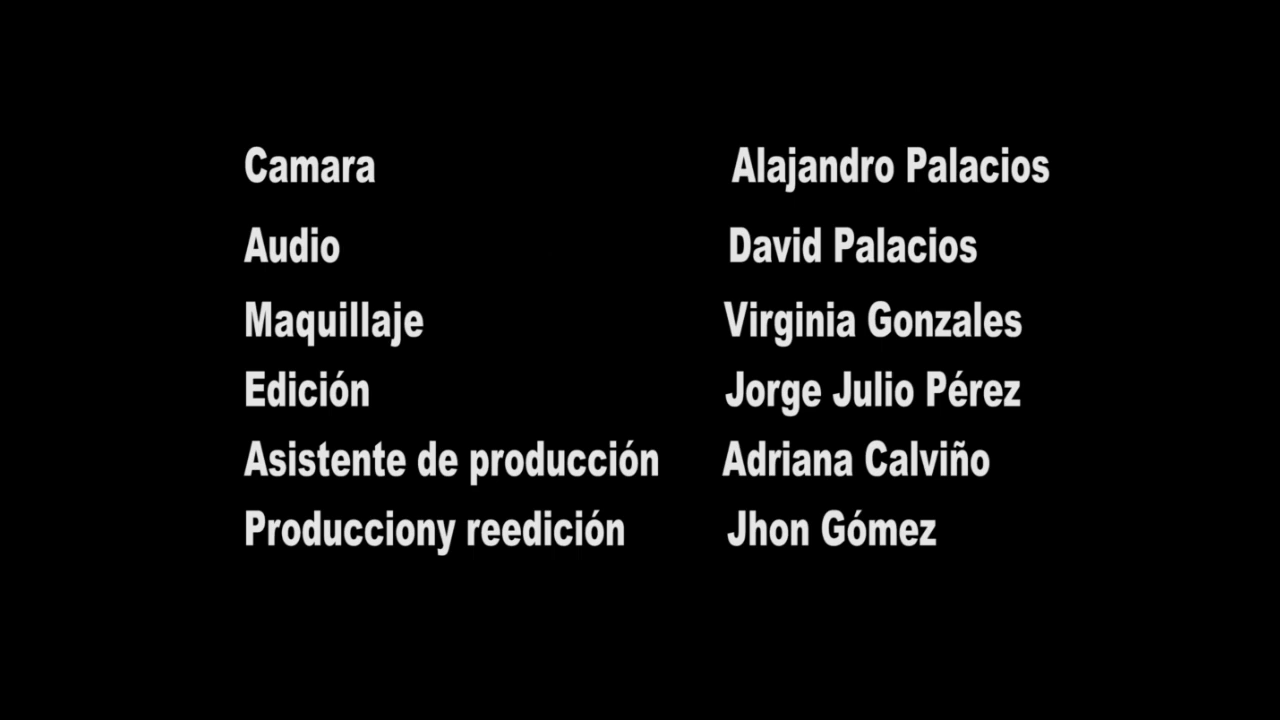 Camara Alajandro Palacios
Audio David Palacios
Maquillaje Virginia Gonzales
Edición Jorge Julio Pérez
Asistente de producción Adriana Calviño
Producciony reedición Jhon Gómez